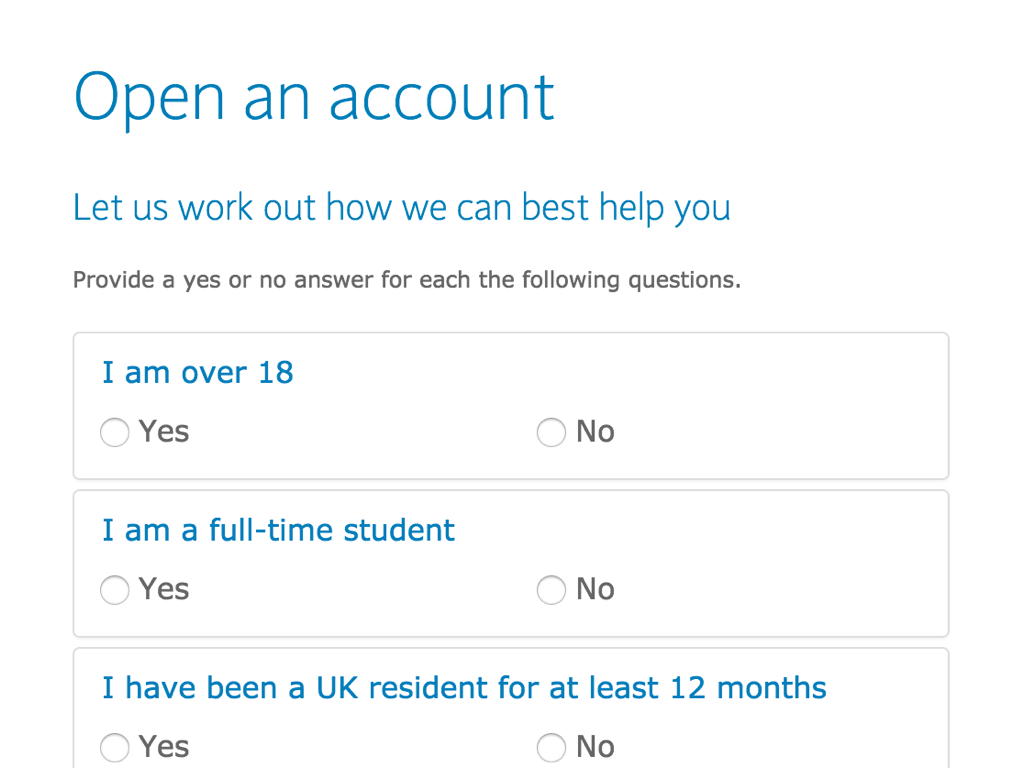 Open an account
Let us work out how we can best help you
Provide a yes or no answer for each the following questions.
I am over 18
Yes No
I am a full-time student
Yes No
I have been a UK resident for at least 12 months
Yes No